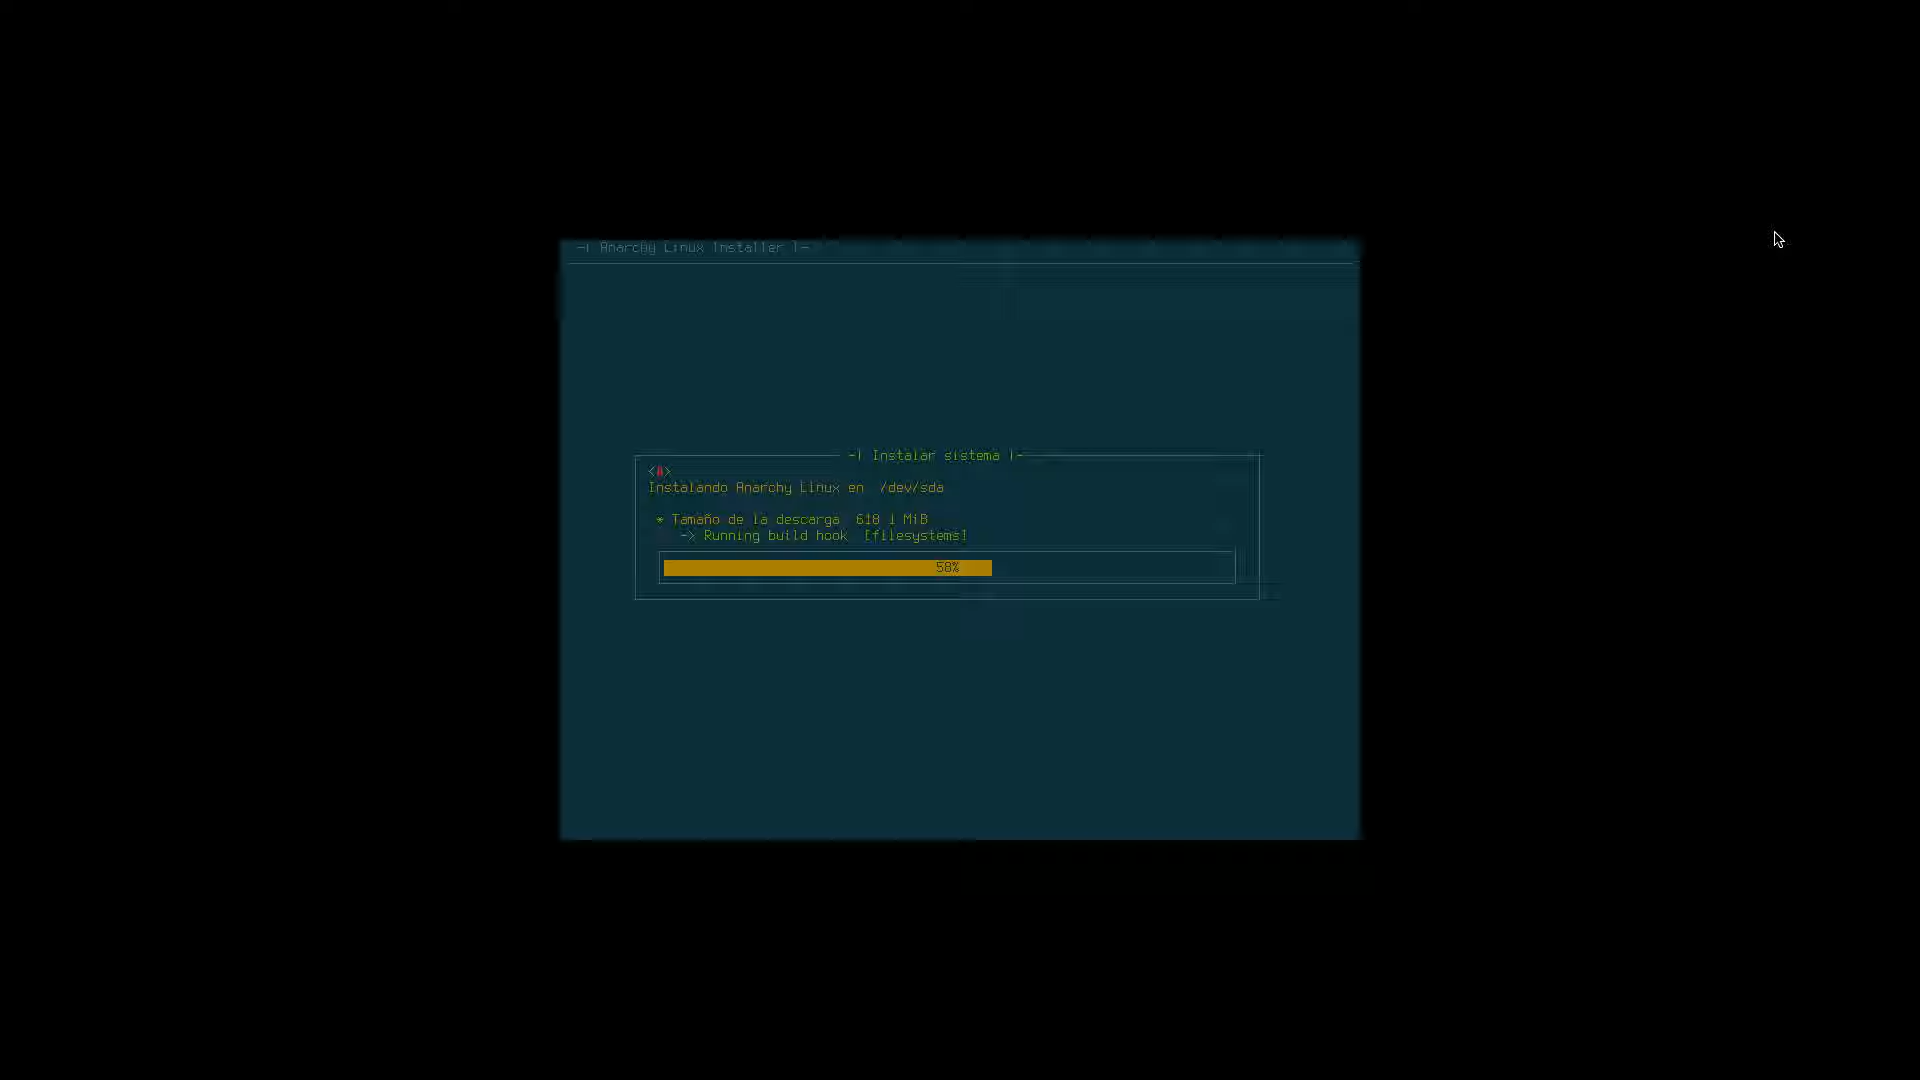 -| Anarchy Linux Installer |-
-| Instalar sistema |-
<A>
Instalando Anarchy Linux en /dev/sda
* Tamaño de la descarga 618 1 MiB
-> Running build hook [filesystems]
58%